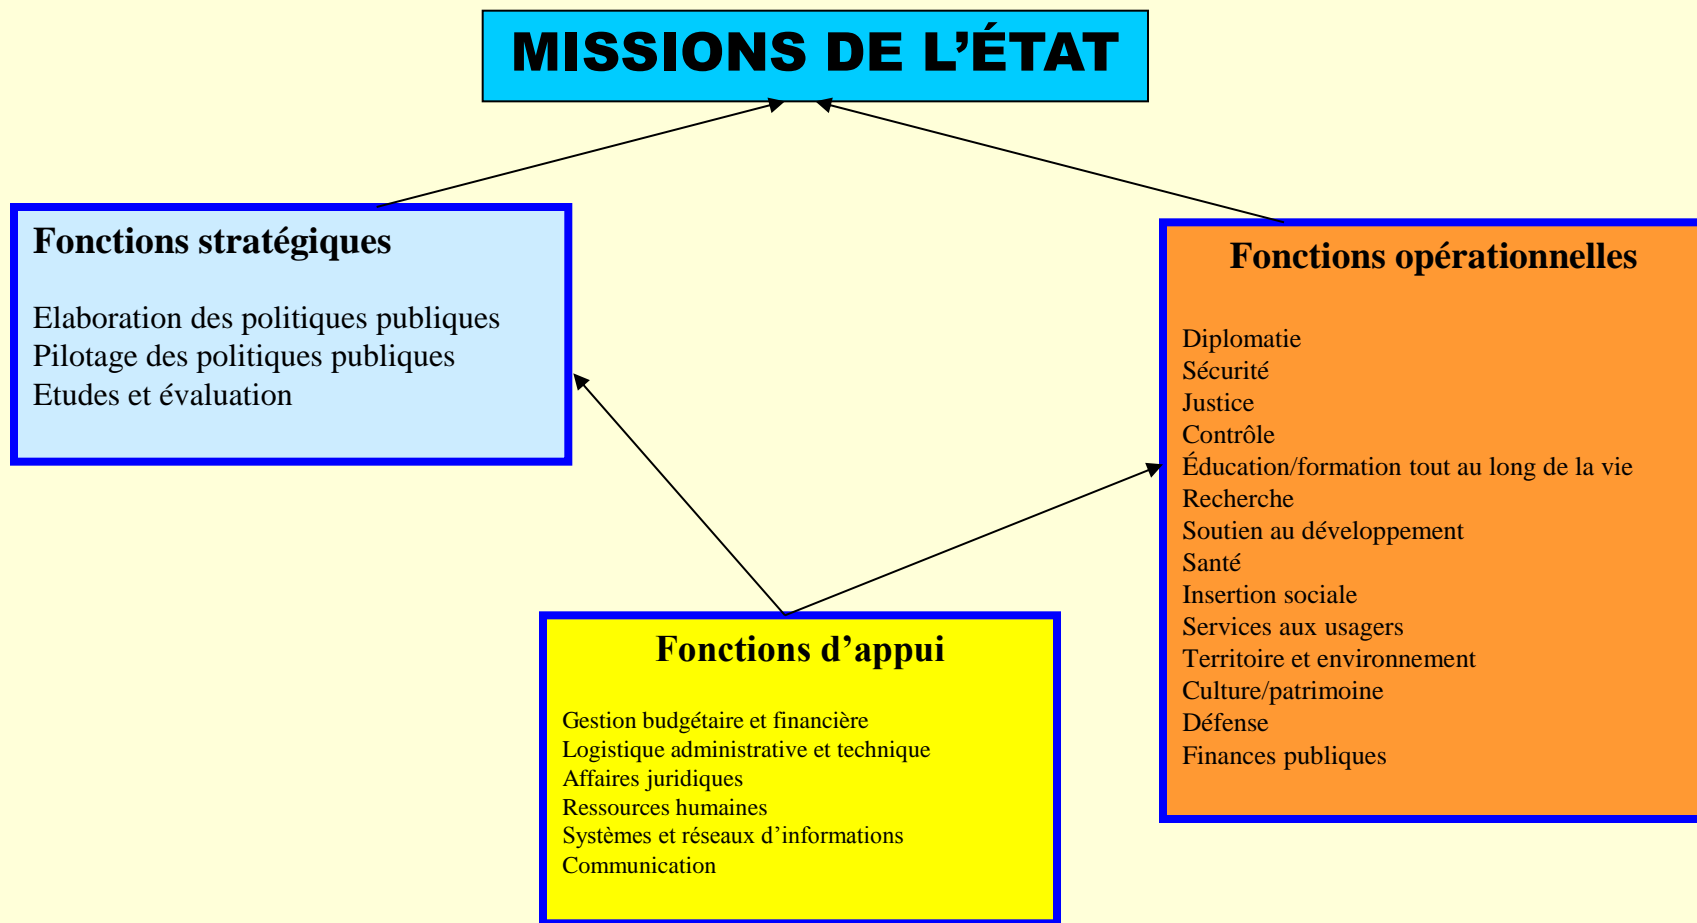 MISSIONS DE L’ÉTAT
Fonctions stratégiques
Elaboration des politiques publiques
Pilotage des politiques publiques
Etudes et évaluation
Fonctions opérationnelles
Diplomatie
Sécurité
Justice
Contrôle
Éducation/formation tout au long de la vie
Recherche
Soutien au développement
Santé
Insertion sociale
Services aux usagers
Territoire et environnement
Culture/patrimoine
Défense
Finances publiques
Fonctions d’appui
Gestion budgétaire et financière
Logistique administrative et technique
Affaires juridiques
Ressources humaines
Systèmes et réseaux d’informations
Communication